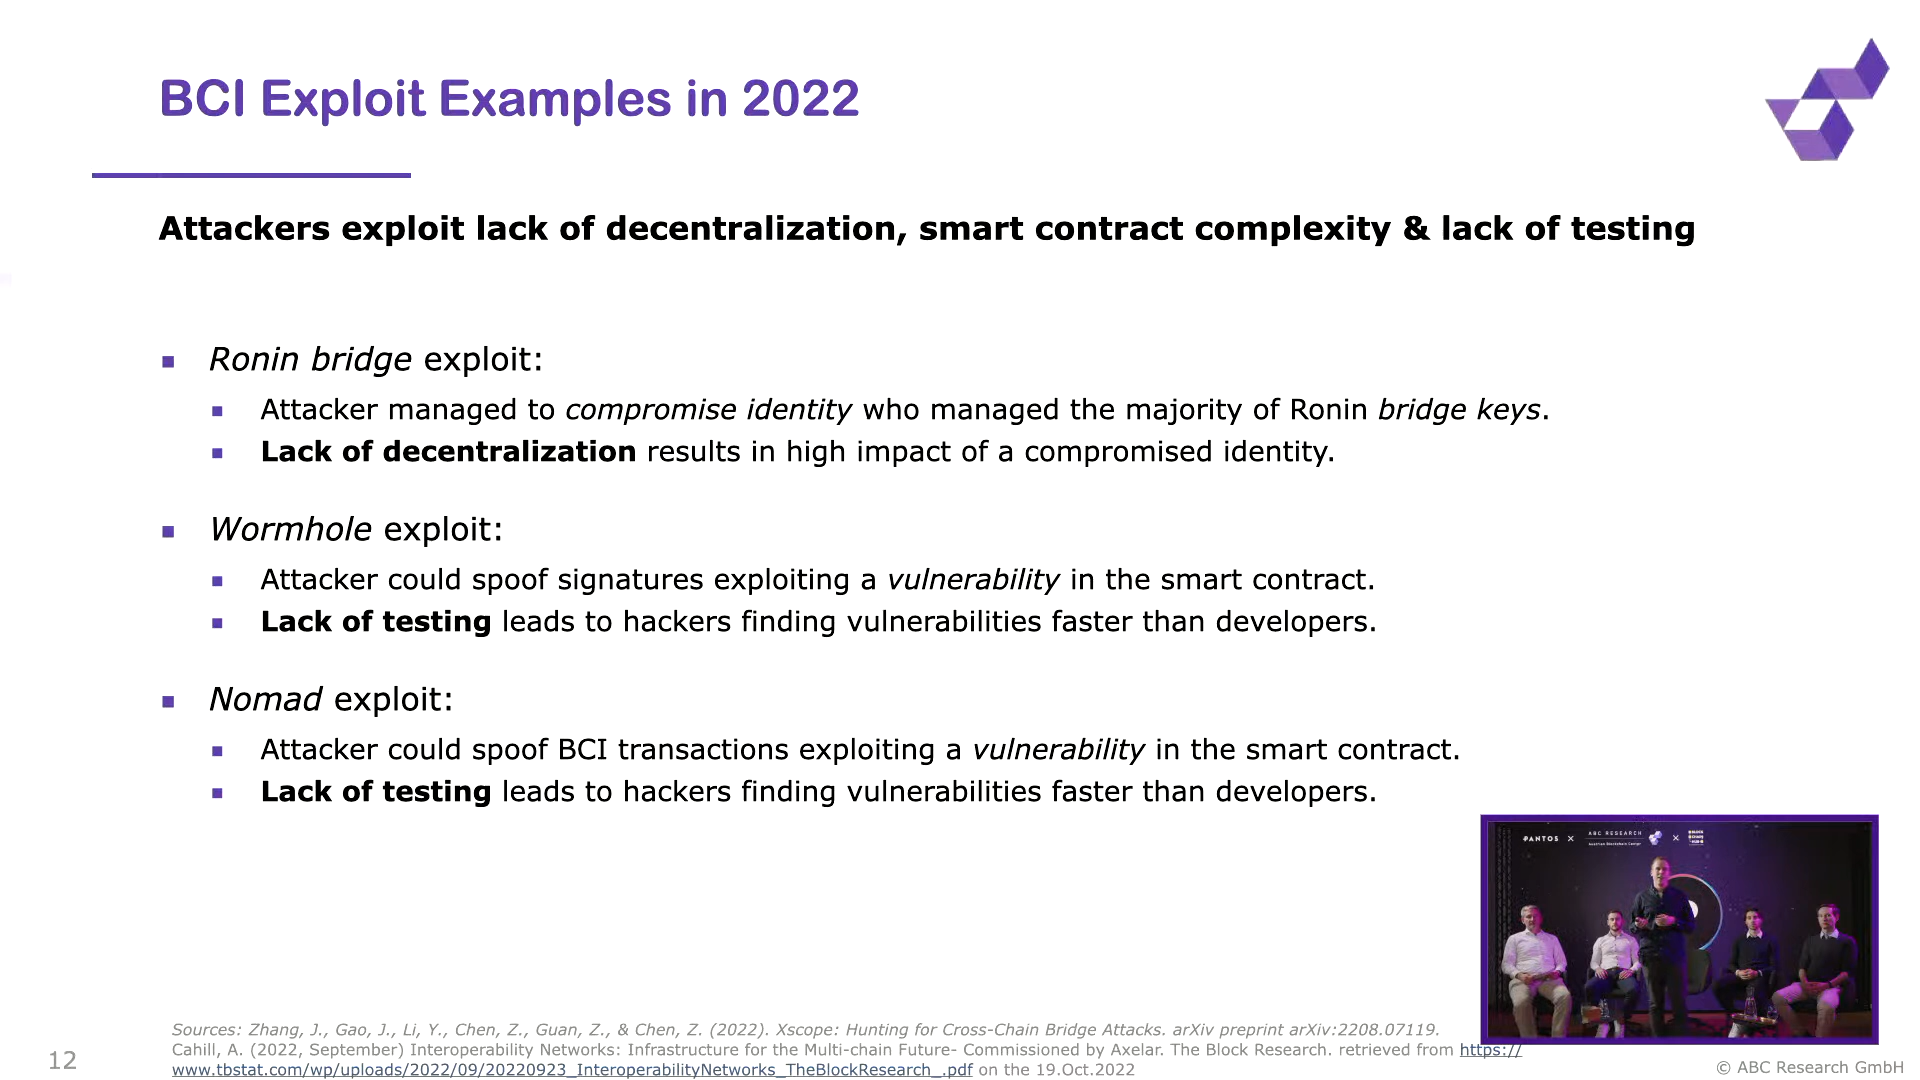 BCI Exploit Examples in 2022
Attackers exploit lack of decentralization, smart contract complexity & lack of testing
Ronin bridge exploit:
Attacker managed to compromise identity who managed the majority of Ronin bridge keys.
Lack of decentralization results in high impact of a compromised identity.
Wormhole exploit:
Attacker could spoof signatures exploiting a vulnerability in the smart contract.
Lack of testing leads to hackers finding vulnerabilities faster than developers.
Nomad exploit:
Attacker could spoof BCI transactions exploiting a vulnerability in the smart contract.
Lack of testing leads to hackers finding vulnerabilities faster than developers.
PANTOS × ABC RESEARCH ×
Austrian Blockchain Center
Sources: Zhang, J., Gao, J., Li, Y., Chen, Z., Guan, Z., & Chen, Z. (2022). Xscope: Hunting for Cross-Chain Bridge Attacks. arXiv preprint arXiv:2208.07119.
Cahill, A. (2022, September) Interoperability Networks: Infrastructure for the Multi-chain Future- Commissioned by Axelar. The Block Research. retrieved from https://
www.tbstat.com/wp/uploads/2022/09/20220923_InteroperabilityNetworks_TheBlockResearch_.pdf on the 19.Oct.2022
12
© ABC Research GmbH